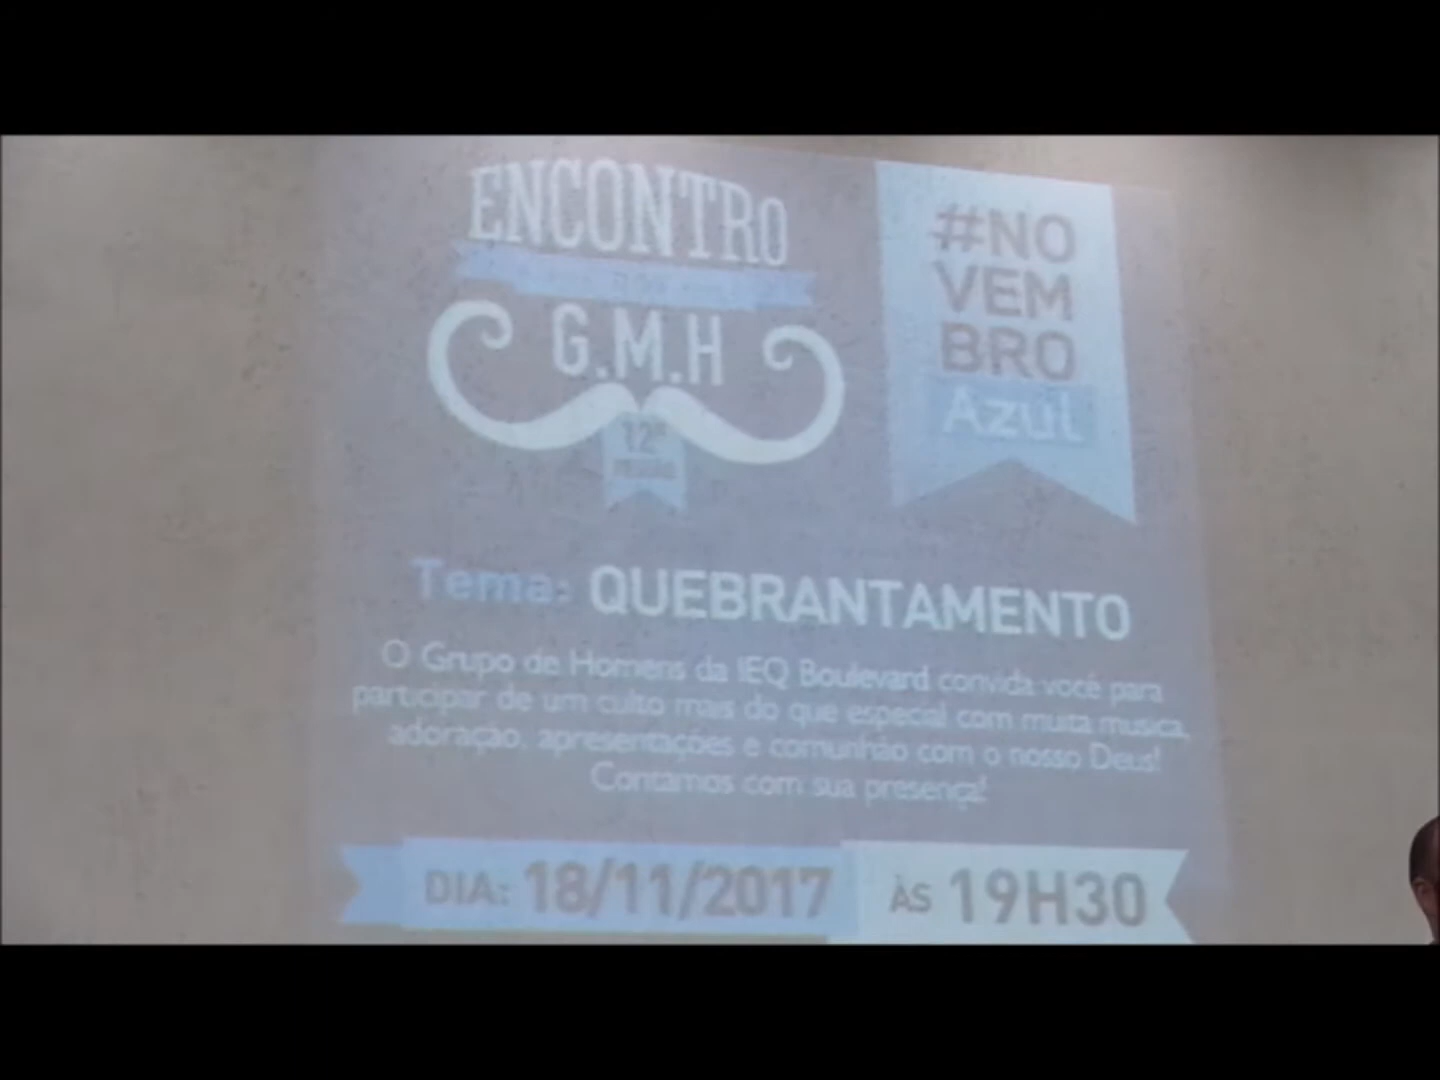 ENCONTRO
G.M.H
12ª
#NO
VEM
BRO
Azul
Tema: QUEBRANTAMENTO
O Grupo de Homens da IEQ Boulevard convida você para
participar de um culto mais do que especial com muita musica,
adoração, apresentações e comunhão com o nosso Deus!
Contamos com sua presença!
DIA: 18/11/2017 ÀS 19H30